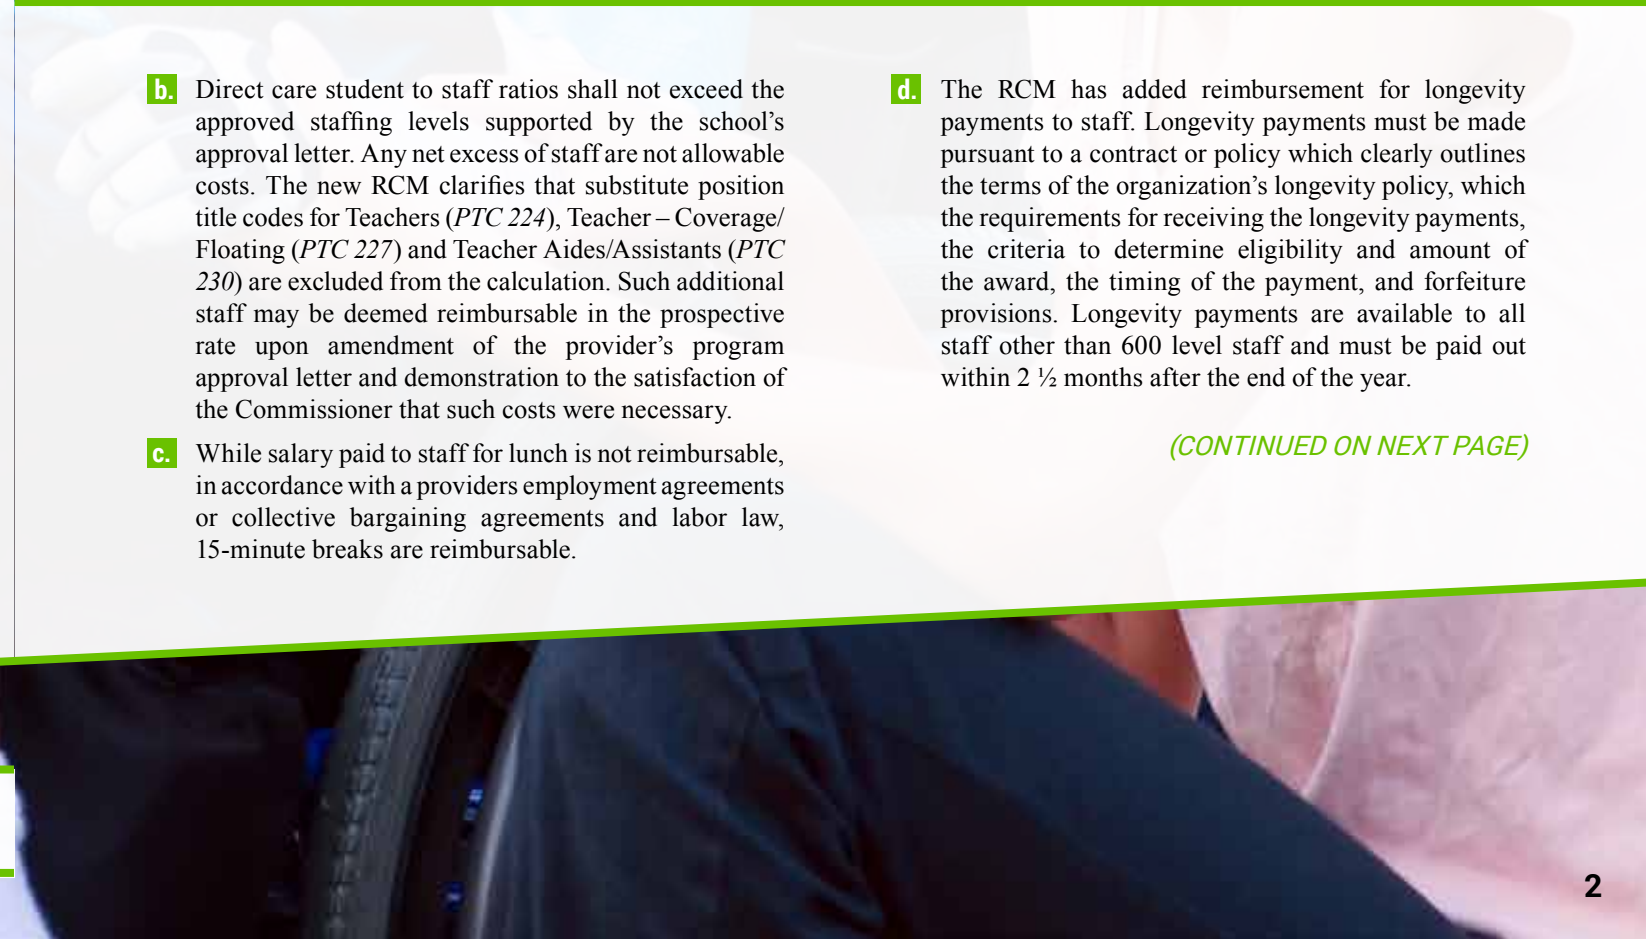 b. Direct care student to staff ratios shall not exceed the
approved staffing levels supported by the school’s
approval letter. Any net excess of staff are not allowable
costs. The new RCM clarifies that substitute position
title codes for Teachers (PTC 224), Teacher – Coverage/
Floating (PTC 227) and Teacher Aides/Assistants (PTC
230) are excluded from the calculation. Such additional
staff may be deemed reimbursable in the prospective
rate upon amendment of the provider’s program
approval letter and demonstration to the satisfaction of
the Commissioner that such costs were necessary.
c. While salary paid to staff for lunch is not reimbursable,
in accordance with a providers employment agreements
or collective bargaining agreements and labor law,
15-minute breaks are reimbursable.
d. The RCM has added reimbursement for longevity
payments to staff. Longevity payments must be made
pursuant to a contract or policy which clearly outlines
the terms of the organization’s longevity policy, which
the requirements for receiving the longevity payments,
the criteria to determine eligibility and amount of
the award, the timing of the payment, and forfeiture
provisions. Longevity payments are available to all
staff other than 600 level staff and must be paid out
within 2 ½ months after the end of the year.
(CONTINUED ON NEXT PAGE)
2